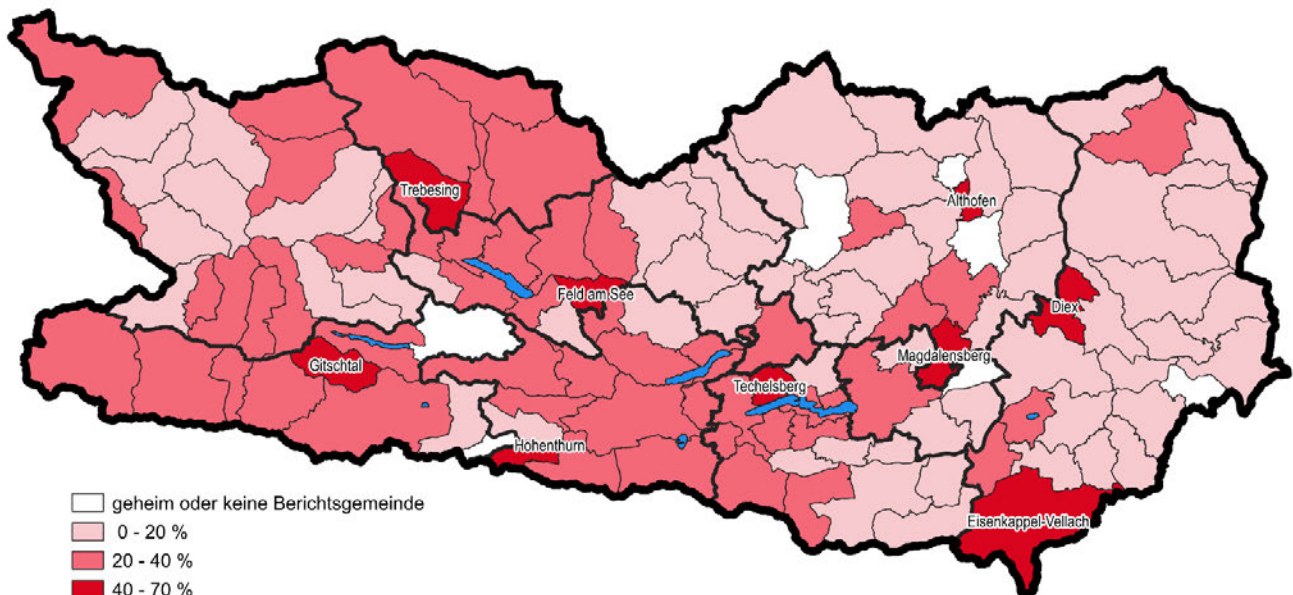 Trebesing
Althofen
Feld am See
Diex
Magdalensberg
Gitschtal
Techelsberg
Hohenthurn
Eisenkappel-Vellach
geheim oder keine Berichtsgemeinde
0 - 20 %
20 - 40 %
40 - 70 %